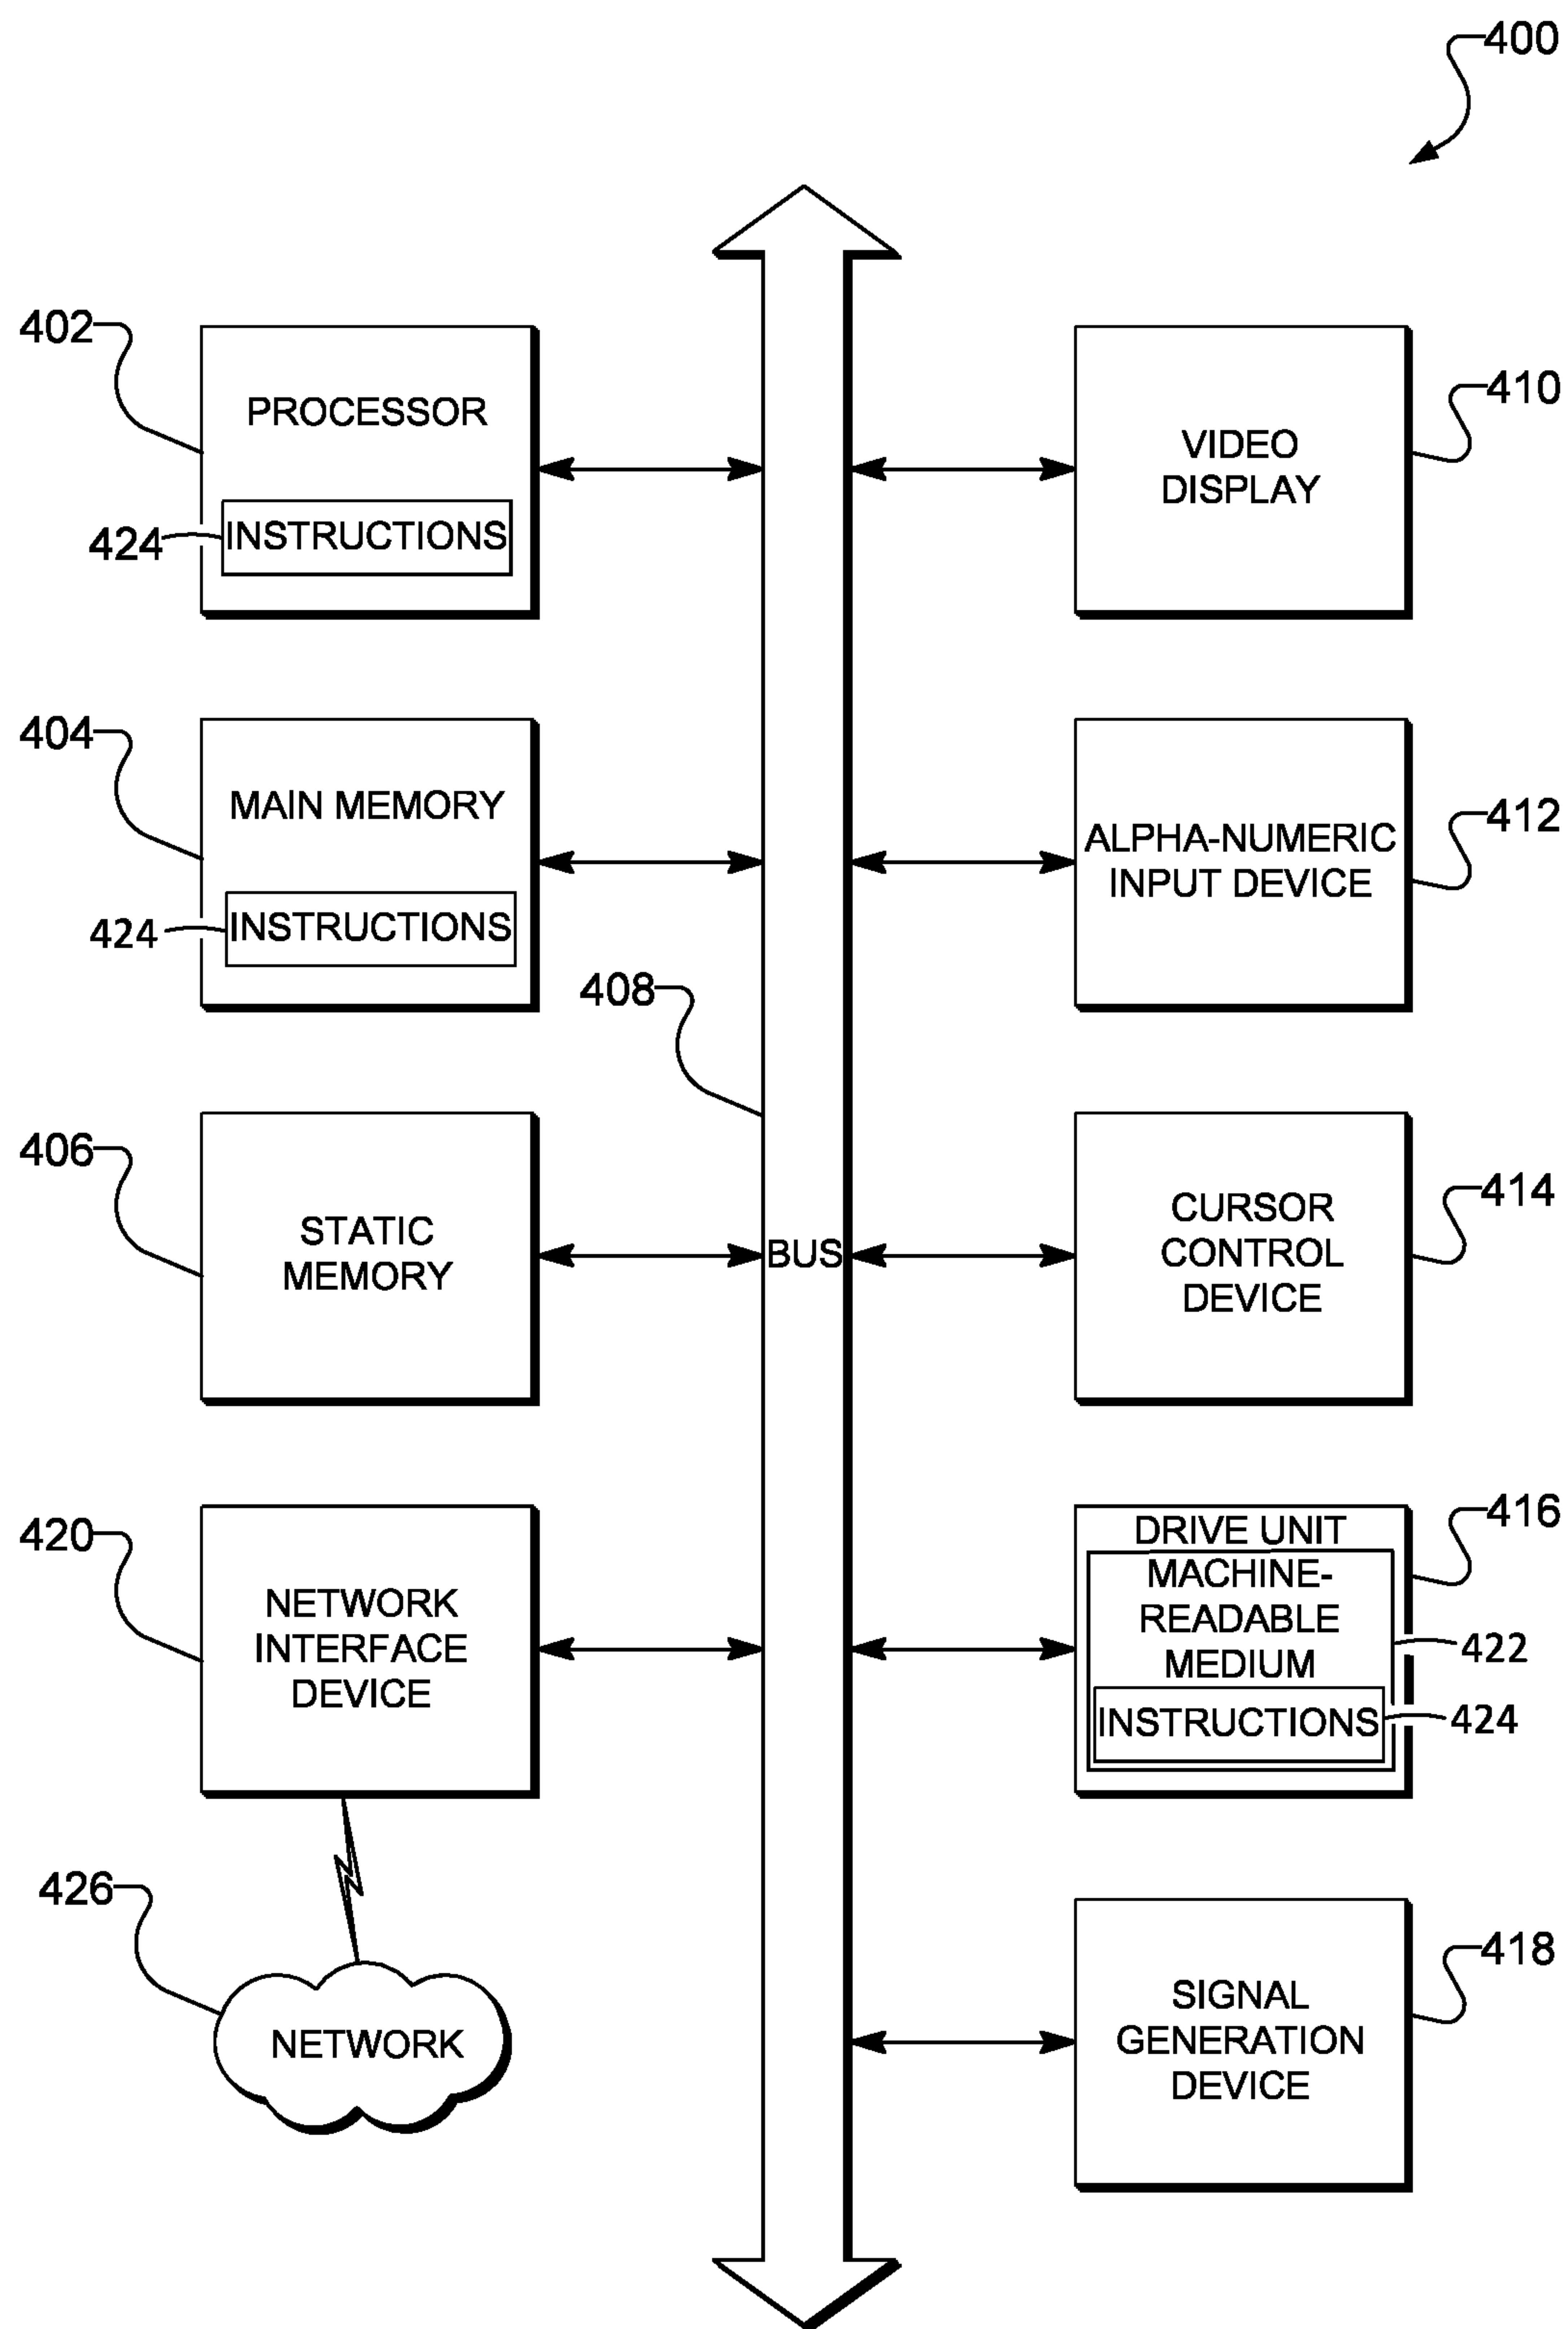 400
402
PROCESSOR
424
INSTRUCTIONS
410
VIDEO
DISPLAY
404
MAIN MEMORY
424
INSTRUCTIONS
412
ALPHA-NUMERIC
INPUT DEVICE
408
BUS
406
STATIC
MEMORY
414
CURSOR
CONTROL
DEVICE
420
NETWORK
INTERFACE
DEVICE
416
DRIVE UNIT
MACHINE-
READABLE
MEDIUM
422
INSTRUCTIONS
424
426
NETWORK
418
SIGNAL
GENERATION
DEVICE